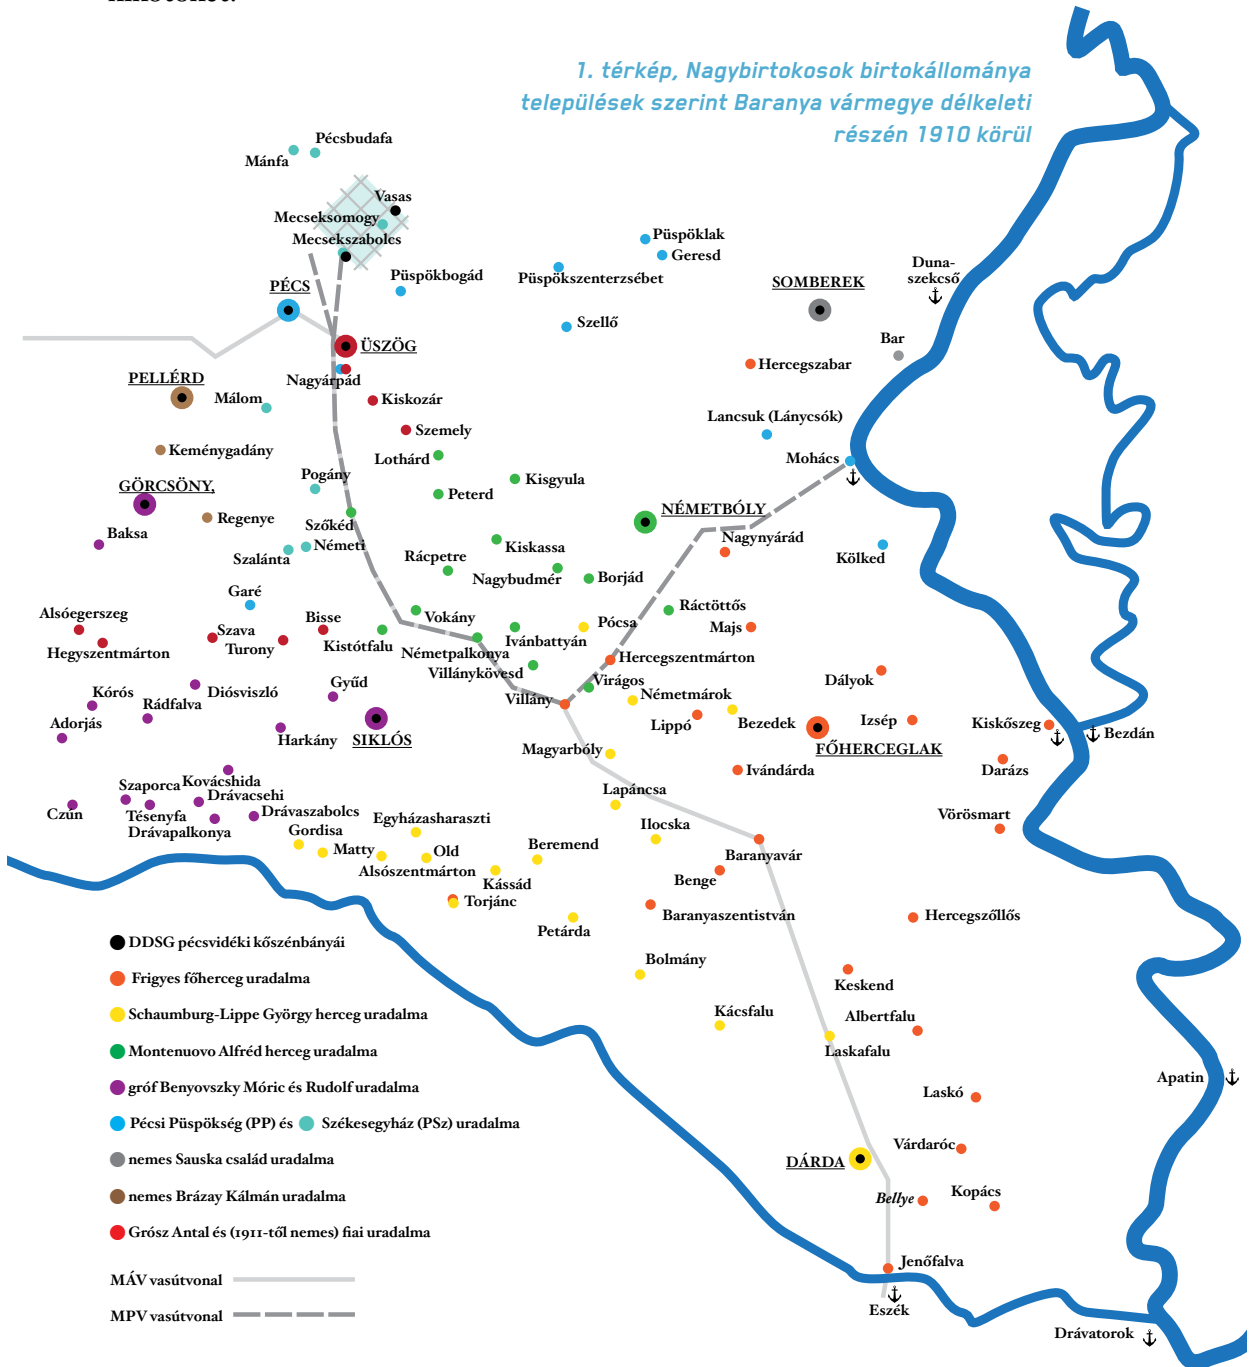 1. térkép, Nagybirtokosok birtokállománya
települések szerint Baranya vármegye délkeleti
részén 1910 körül
Pécsbudafa
Mánfa
Vasas
Mecseksomogy
Mecsekszabolcs
Püspöklak
Geresd
Püspökbogád
Püspökszenterzsébet
Duna-
szekcső
SOMBEREK
PÉCS
Szellő
ÜSZÖG
Bar
Hercegszabar
Nagyárpád
PELLÉRD
Málom
Kiskozár
Lancsuk (Lánycsók)
Szemely
Keménygadány
Lothárd
Mohács
Pogány
Kisgyula
GÖRCSÖNY,
Peterd
NÉMETBÓLY
Regenye
Szőkéd
Baksa
Németi
Kiskassa
Nagynyárád
Szalánta
Rácpetre
Kölked
Nagybudmér
Borjád
Garé
Alsóegerszeg
Bisse
Vokány
Ráctöttős
Pócsa
Szava
Majs
Turony
Kistótfalu
Ivánbattyán
Hegyszentmárton
Németpalkonya
Hercegszentmárton
Villánykövesd
Virágos
Dályok
Kórós
Diósviszló
Gyűd
Rádfalva
Villány
Németmárok
Adorjás
Lippó
Bezedek
Izsép
Kiskőszeg
Harkány
SIKLÓS
FŐHERCEGLAK
Bezdán
Magyarbóly
Ivándárda
Darázs
Szaporca
Kovácshida
Drávacsehi
Lapáncsa
Czún
Tésenyfa
Drávaszabolcs
Egyházasharaszti
Vörösmart
Drávapalkonya
Gordisa
Ilocska
Matty
Old
Beremend
Baranyavár
Alsószentmárton
Kássád
Benge
Torjánc
Baranyaszentistván
Hercegszőllős
Petárda
DDSG pécsvidéki kőszénbányái
Bolmány
Frigyes főherceg uradalma
Keskend
Schaumburg-Lippe György herceg uradalma
Kácsfalu
Albertfalu
Montenuovo Alfréd herceg uradalma
Laskafalu
gróf Benyovszky Móric és Rudolf uradalma
Apatin
Laskó
Pécsi Püspökség (PP) és Székesegyház (PSz) uradalma
Várdaróc
nemes Sauska család uradalma
DÁRDA
nemes Brázay Kálmán uradalma
Bellye
Kopács
Grósz Antal és (1911-től nemes) fiai uradalma
Jenőfalva
MÁV vasútvonal
Eszék
MPV vasútvonal
Drávatorok